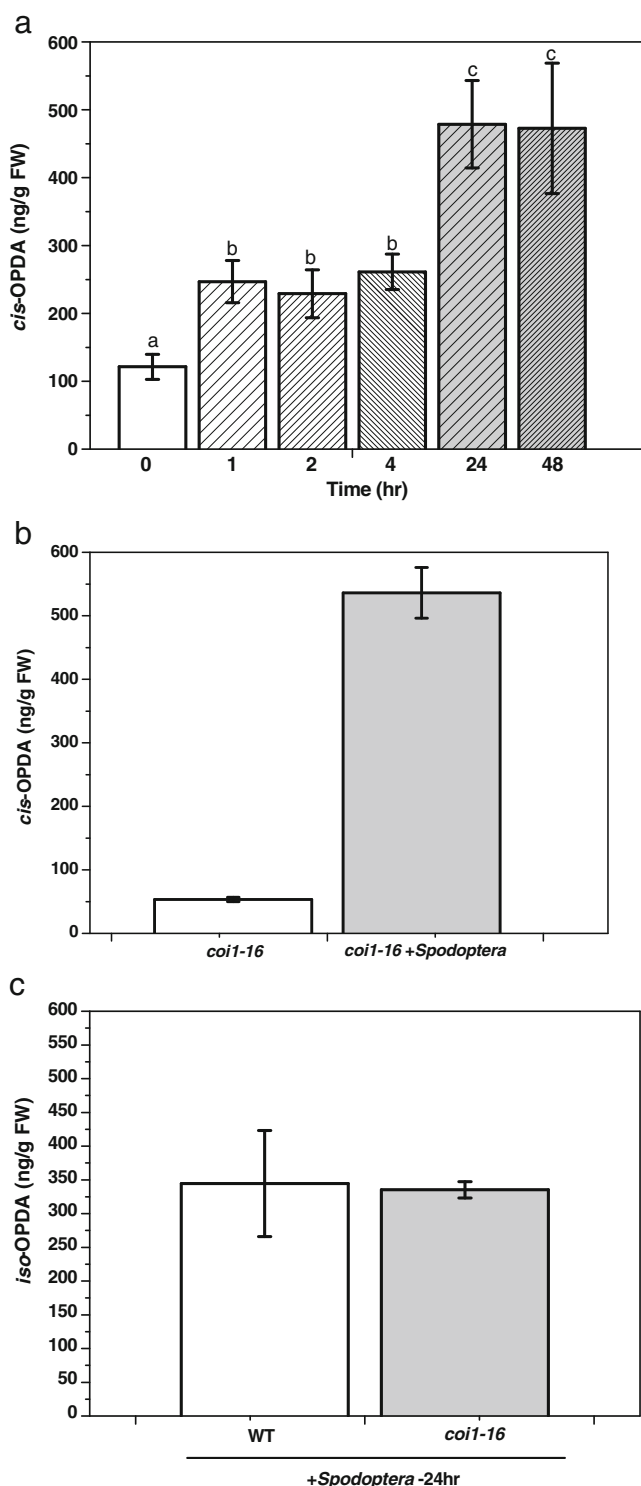 a
600
500
400
300
200
100
0
cis-OPDA (ng/g FW)
a
b
b
b
c
c
0 1 2 4 24 48
Time (hr)
b
600
500
400
300
200
100
0
cis-OPDA (ng/g FW)
coi1-16 coi1-16 +Spodoptera
c
600
550
500
450
400
350
300
250
200
150
100
50
0
iso-OPDA (ng/g FW)
WT coi1-16
+Spodoptera -24hr